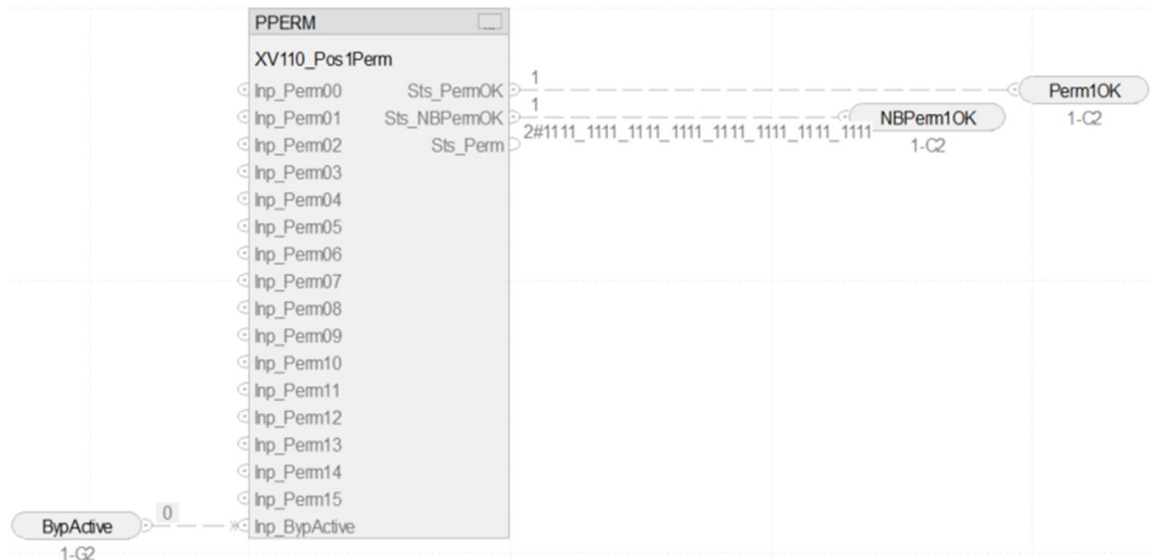 PPERM ...
XV110_Pos1Perm
Inp_Perm00 Sts_PermOK 1 Perm1OK
1-C2
Inp_Perm01 Sts_NBPermOK 1 NBPerm1OK
1-C2
Inp_Perm02 Sts_Perm 2#1111_1111_1111_1111_1111_1111_1111_1111
Inp_Perm03
Inp_Perm04
Inp_Perm05
Inp_Perm06
Inp_Perm07
Inp_Perm08
Inp_Perm09
Inp_Perm10
Inp_Perm11
Inp_Perm12
Inp_Perm13
Inp_Perm14
Inp_Perm15
BypActive 0 Inp_BypActive
1-G2